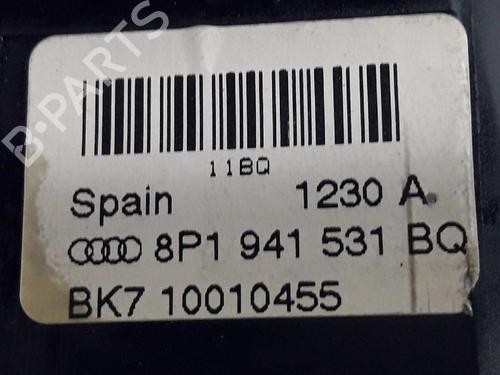 B-PARTS
11BQ
Spain 1230 A.
8P1 941 531 BQ
BK7 10010455